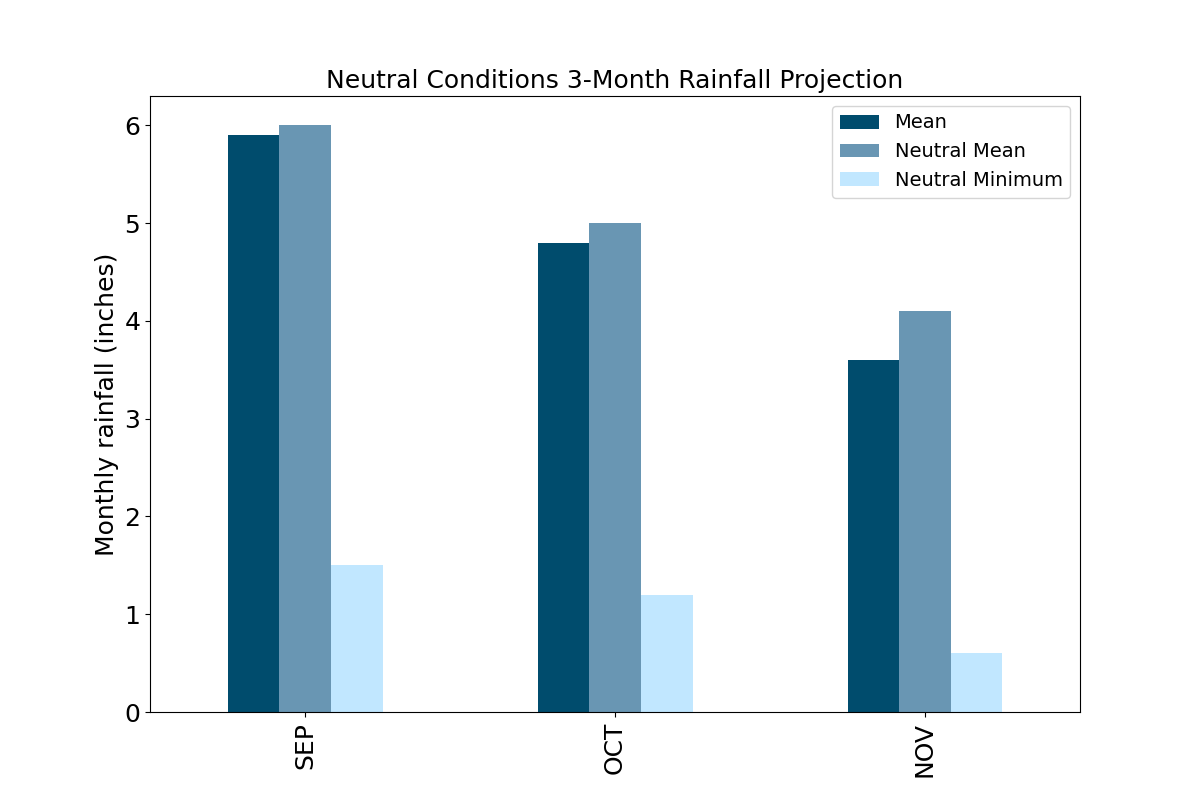 Neutral Conditions 3-Month Rainfall Projection
Mean
Neutral Mean
Neutral Minimum
Monthly rainfall (inches)
6
5
4
3
2
1
0
SEP
OCT
NOV